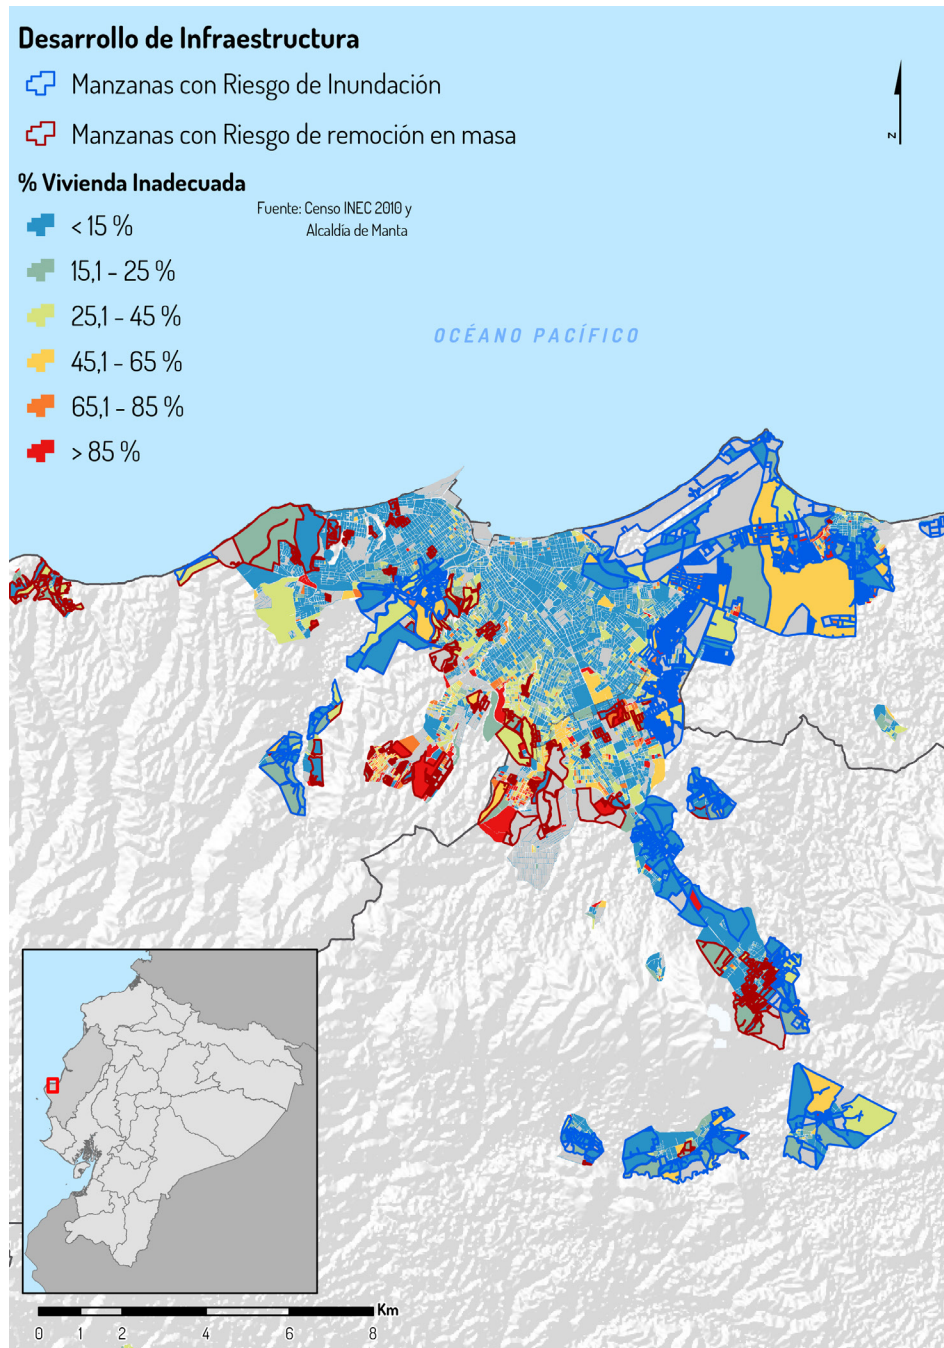 Desarrollo de Infraestructura
Manzanas con Riesgo de Inundación
Manzanas con Riesgo de remoción en masa
% Vivienda Inadecuada
Fuente: Censo INEC 2010 y
Alcaldía de Manta
< 15 %
15,1 - 25 %
25,1 - 45 %
45,1 - 65 %
65,1 - 85 %
> 85 %
N
OCÉANO PACÍFICO
Km
0 1 2 4 6 8